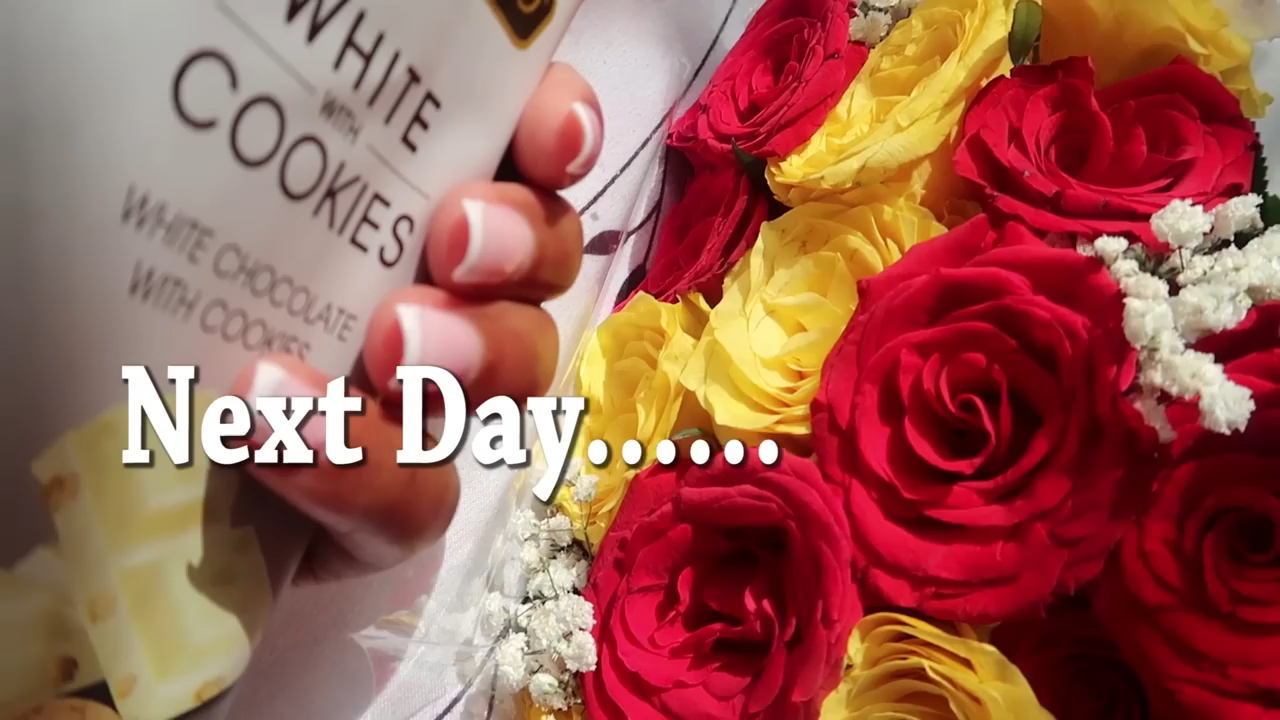 WHITE
WITH
COOKIES
WHITE CHOCOLATE
WITH COOKIES
Next Day......